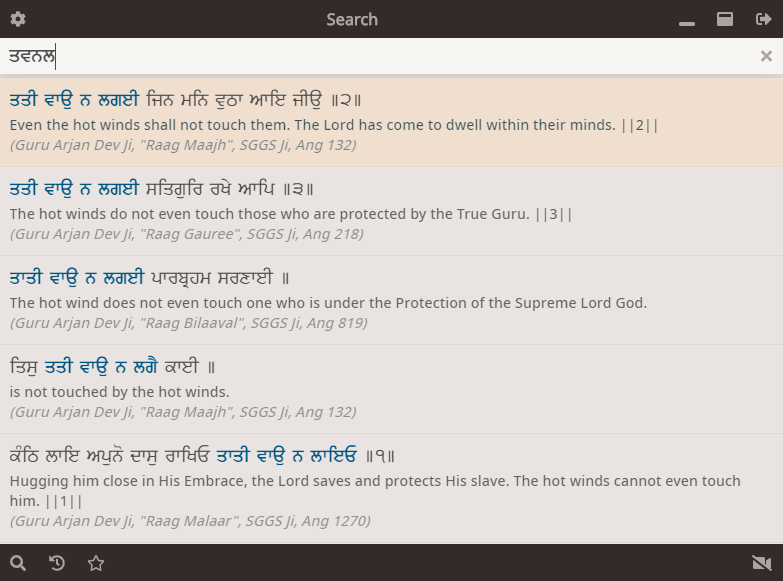 Search
ਤਵਨਲ
ਤਤੀ ਵਾਉ ਨ ਲਗਈ ਜਿਨ ਮਨਿ ਵੁਠਾ ਆਇ ਜੀਉ ॥੨॥
Even the hot winds shall not touch them. The Lord has come to dwell within their minds. ||2||
(Guru Arjan Dev Ji, "Raag Maajh", SGGS Ji, Ang 132)
ਤਤੀ ਵਾਉ ਨ ਲਗਈ ਸਤਿਗੁਰਿ ਰਖੇ ਆਪਿ ॥੩॥
The hot winds do not even touch those who are protected by the True Guru. ||3||
(Guru Arjan Dev Ji, "Raag Gauree", SGGS Ji, Ang 218)
ਤਾਤੀ ਵਾਉ ਨ ਲਗਈ ਪਾਰਬ੍ਰਹਮ ਸਰਣਾਈ ॥
The hot wind does not even touch one who is under the Protection of the Supreme Lord God.
(Guru Arjan Dev Ji, "Raag Bilaaval", SGGS Ji, Ang 819)
ਤਿਸੁ ਤਤੀ ਵਾਉ ਨ ਲਗੈ ਕਾਈ ॥
is not touched by the hot winds.
(Guru Arjan Dev Ji, "Raag Maajh", SGGS Ji, Ang 132)
ਕੰਠਿ ਲਾਇ ਅਪੁਨੋ ਦਾਸੁ ਰਾਖਿਓ ਤਾਤੀ ਵਾਉ ਨ ਲਾਇਓ ॥੧॥
Hugging him close in His Embrace, the Lord saves and protects His slave. The hot winds cannot even touch
him. ||1||
(Guru Arjan Dev Ji, "Raag Malaar", SGGS Ji, Ang 1270)